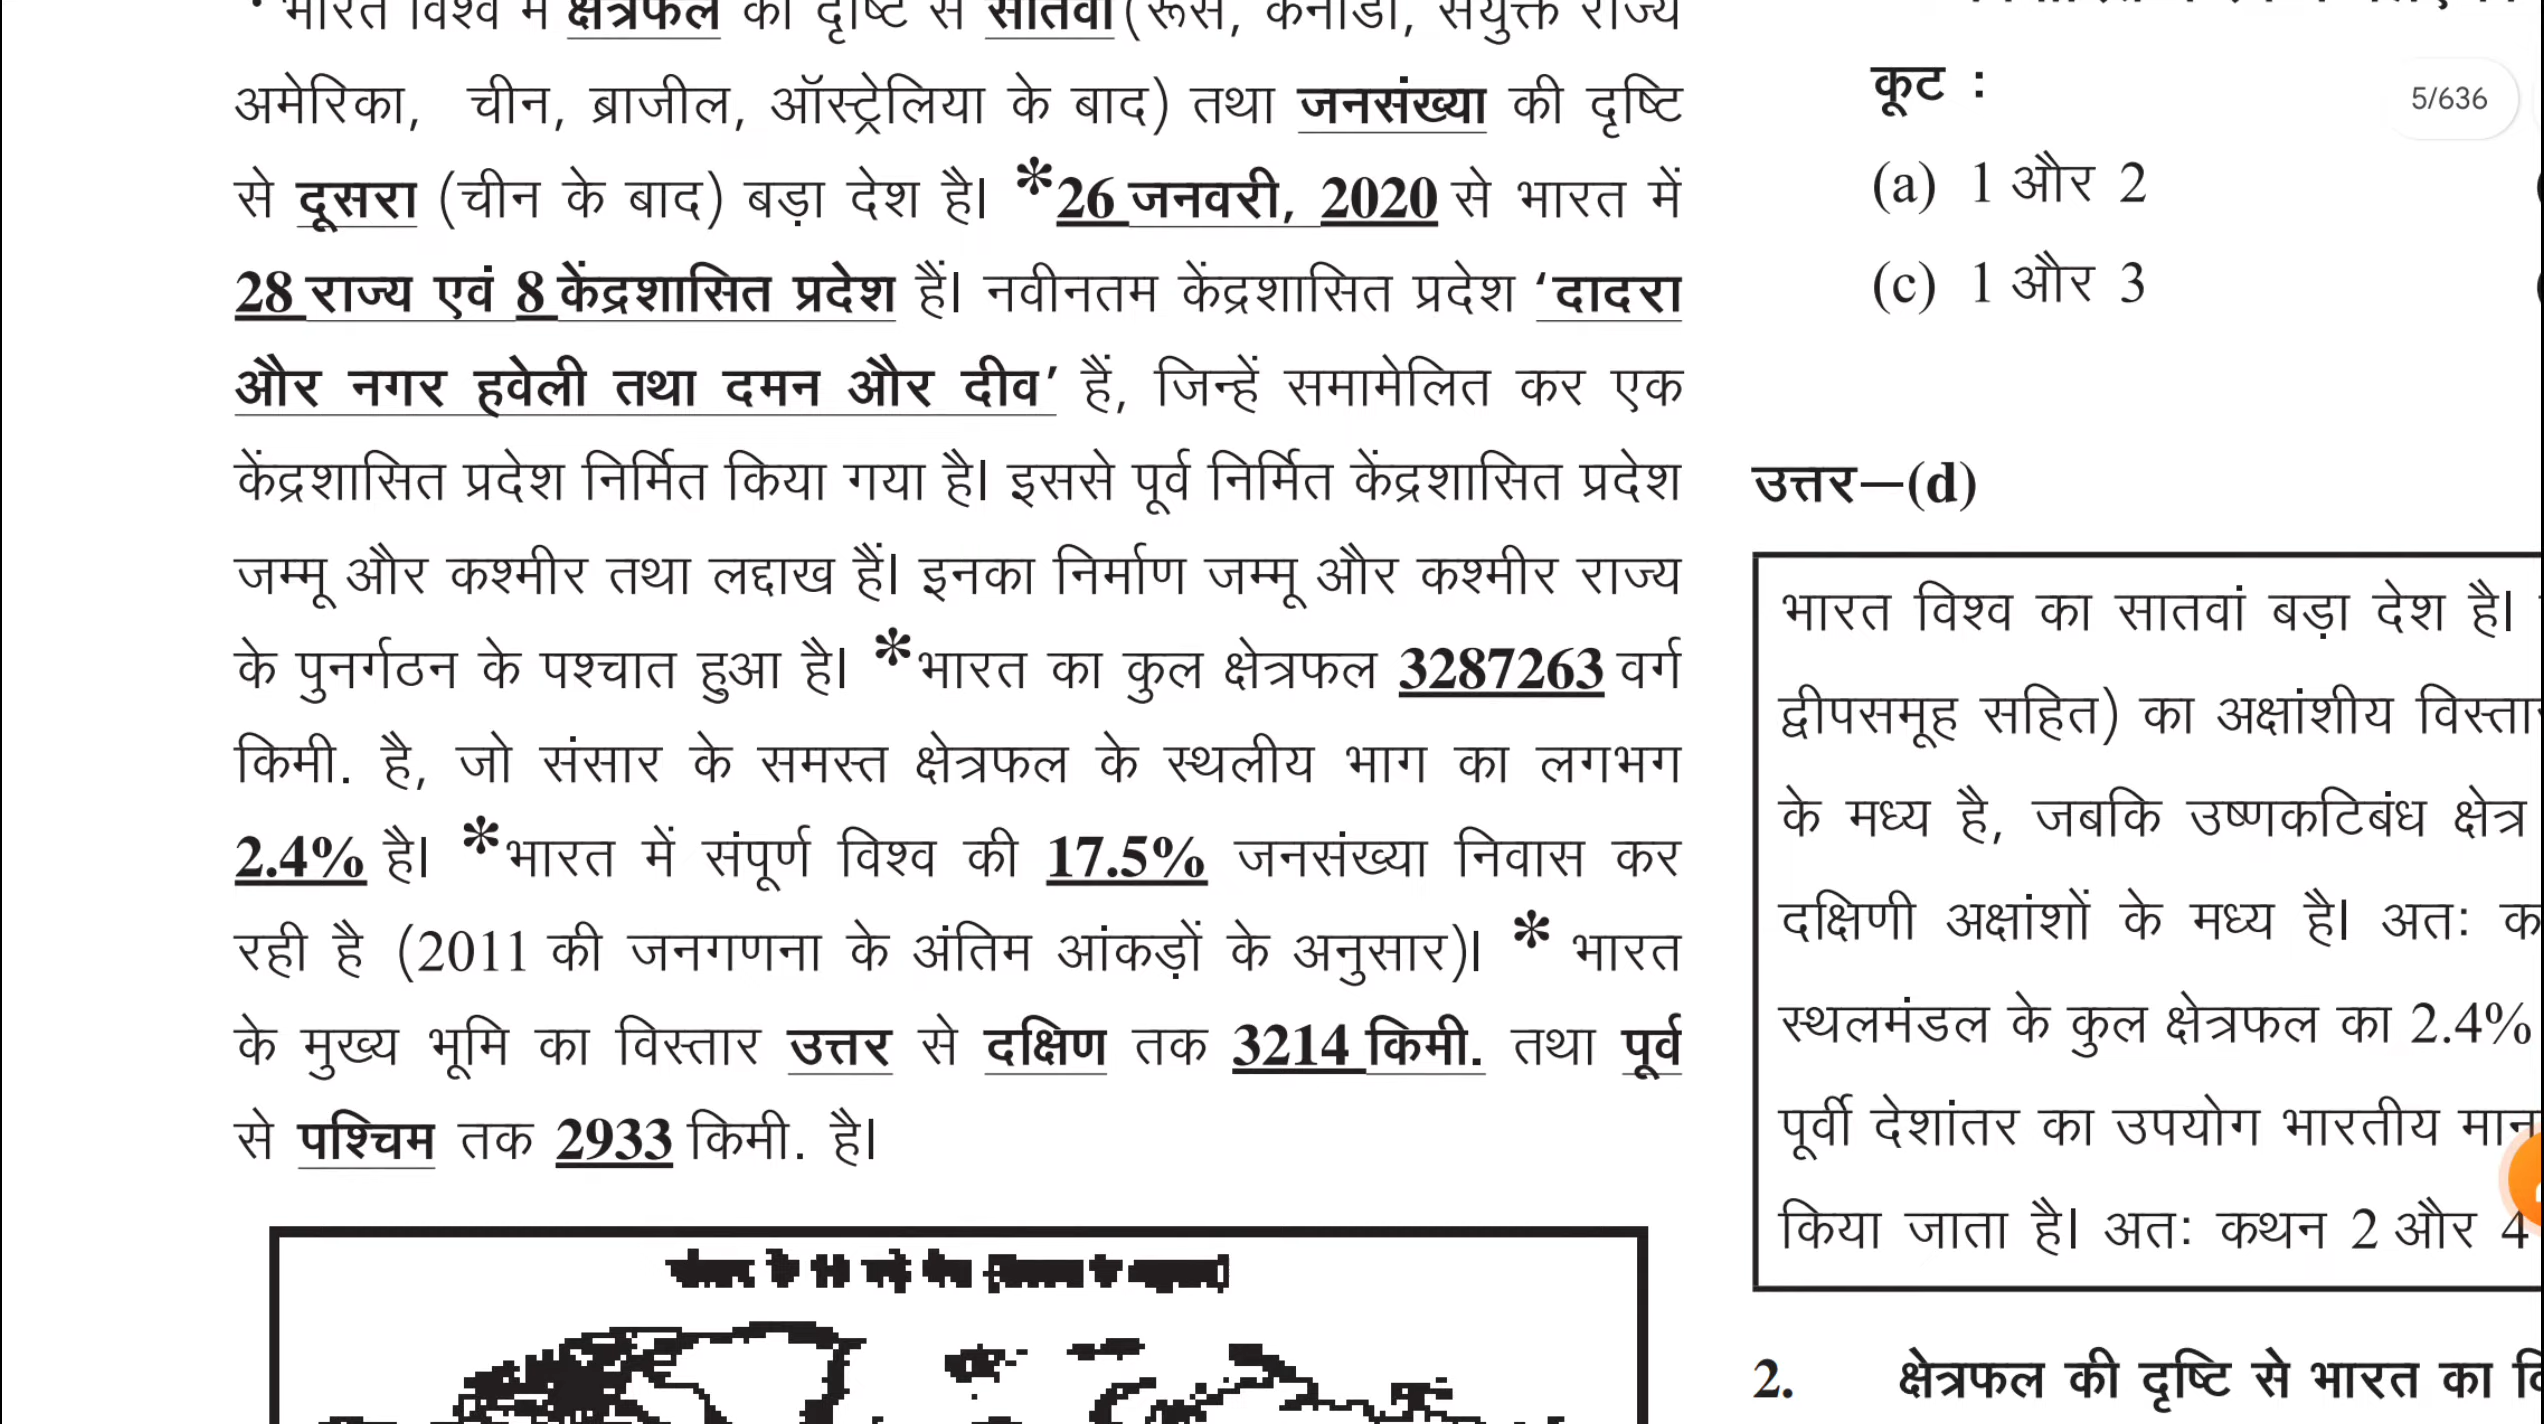 भारत विश्व में क्षेत्रफल की दृष्टि से सातवां (रूस, कनाडा, संयुक्त राज्य
अमेरिका, चीन, ब्राजील, ऑस्ट्रेलिया के बाद) तथा जनसंख्या की दृष्टि
से दूसरा (चीन के बाद) बड़ा देश है। *26 जनवरी, 2020 से भारत में
28 राज्य एवं 8 केंद्रशासित प्रदेश हैं। नवीनतम केंद्रशासित प्रदेश ‘दादरा
और नगर हवेली तथा दमन और दीव’ हैं, जिन्हें समामेलित कर एक
केंद्रशासित प्रदेश निर्मित किया गया है। इससे पूर्व निर्मित केंद्रशासित प्रदेश
जम्मू और कश्मीर तथा लद्दाख हैं। इनका निर्माण जम्मू और कश्मीर राज्य
के पुनर्गठन के पश्चात हुआ है। *भारत का कुल क्षेत्रफल 3287263 वर्ग
किमी. है, जो संसार के समस्त क्षेत्रफल के स्थलीय भाग का लगभग
2.4% है। *भारत में संपूर्ण विश्व की 17.5% जनसंख्या निवास कर
रही है (2011 की जनगणना के अंतिम आंकड़ों के अनुसार)। * भारत
के मुख्य भूमि का विस्तार उत्तर से दक्षिण तक 3214 किमी. तथा पूर्व
से पश्चिम तक 2933 किमी. है।
कूट :
5/636
(a) 1 और 2
(c) 1 और 3
उत्तर—(d)
भारत विश्व का सातवां बड़ा देश है।
द्वीपसमूह सहित) का अक्षांशीय
के मध्य है, जबकि उष्णकटिबंध क्षेत्र
दक्षिणी अक्षांशों के मध्य है। अतः
स्थलमंडल के कुल क्षेत्रफल का 2.4%
पूर्वी देशांतर का उपयोग भारतीय
किया जाता है। अतः कथन 2 और 4
2. क्षेत्रफल की दृष्टि से भारत का